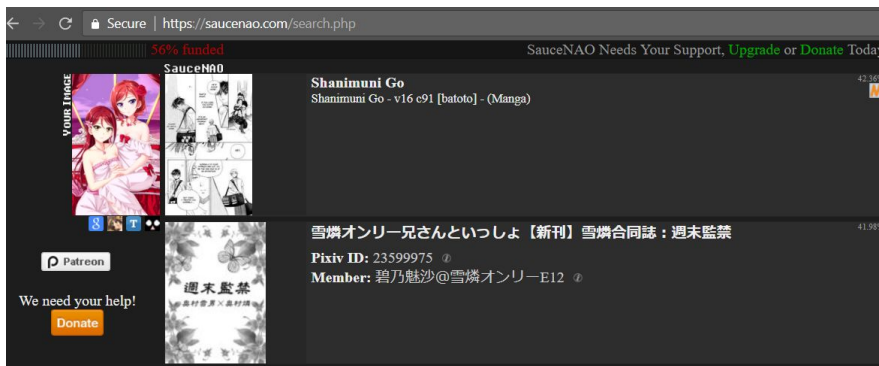 Secure | https://saucenao.com/search.php
56% funded
SauceNAO Needs Your Support, Upgrade or Donate Today
SauceNAO
YOUR IMAGE
Shanimuni Go
Shanimuni Go - v16 c91 [batoto] - (Manga)
42.36%
雪燐オンリー兄さんといっしょ【新刊】雪燐合同誌：週末監禁
41.98%
Pixiv ID: 23599975
Member: 碧乃魅沙@雪燐オンリーE12
週末監禁
Patreon
We need your help!
Donate